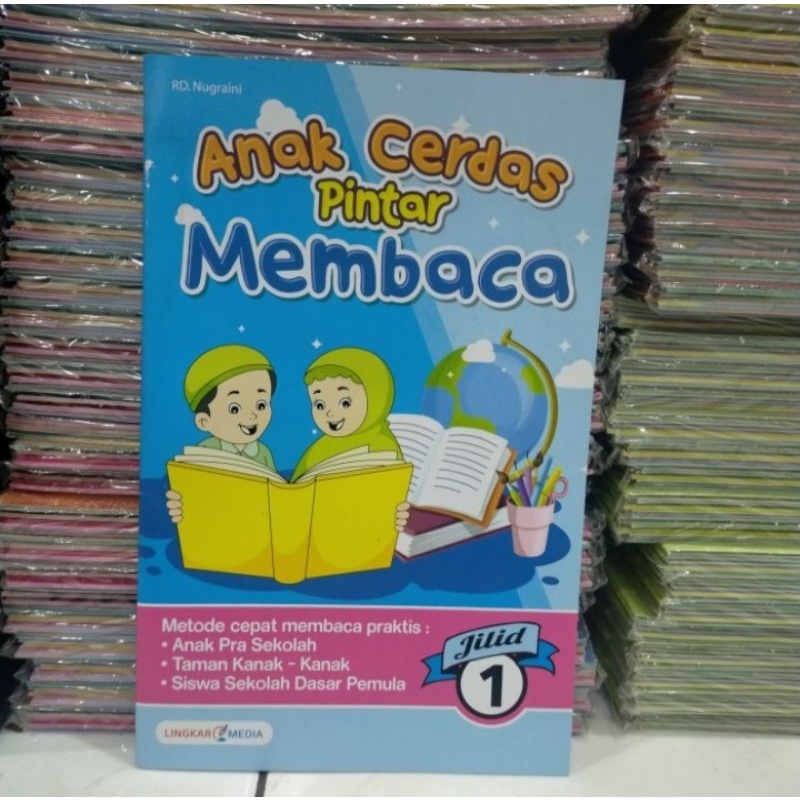 RD. Nugraini
Anak Cerdas
Pintar
Membaca
Metode cepat membaca praktis :
• Anak Pra Sekolah
• Taman Kanak - Kanak
• Siswa Sekolah Dasar Pemula
Jilid
1
LINGKAR MEDIA